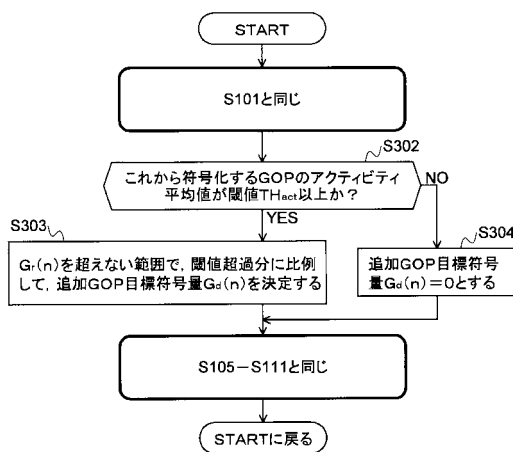 START
S101と同じ
S302
これから符号化するGOPのアクティビティ
平均値が閾値THact以上か？
NO
YES
S303
Gr(n)を超えない範囲で，閾値超過分に比例
して，追加GOP目標符号量Gd(n)を決定する
S304
追加GOP目標符号
量Gd(n)＝0とする
S105－S111と同じ
STARTに戻る